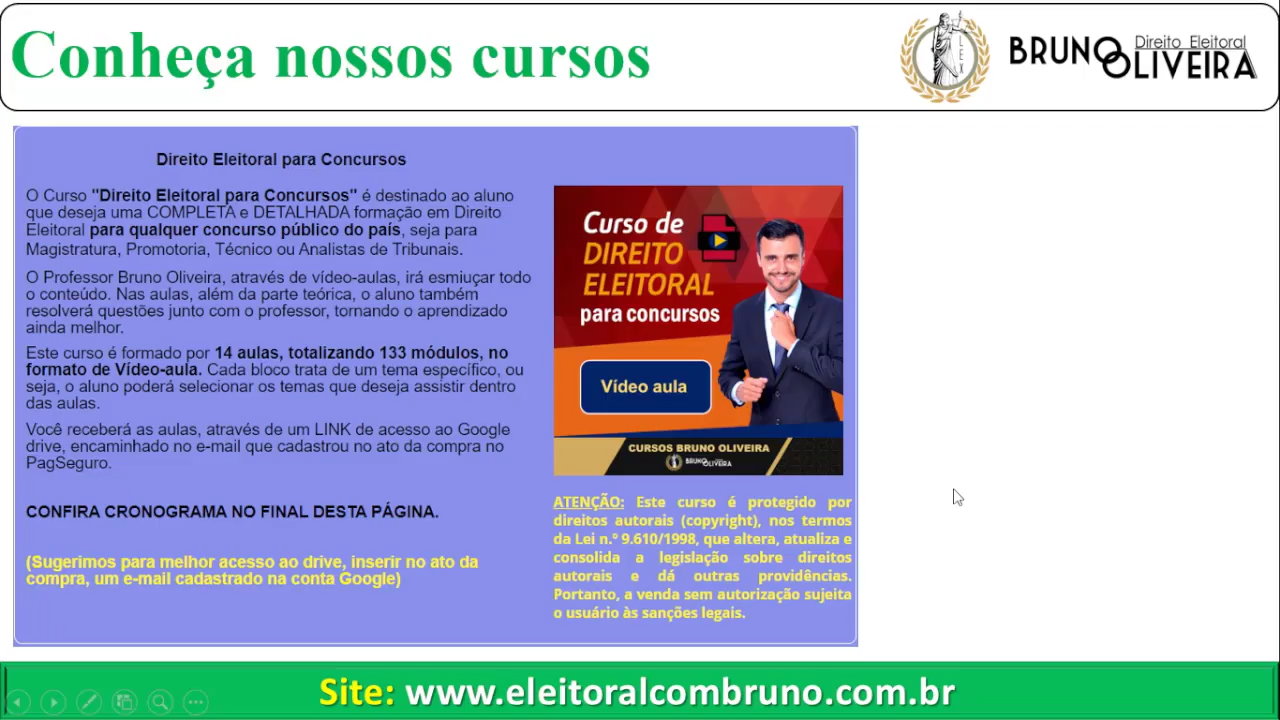 Conheça nossos cursos
LEX
BRUNO Direito Eleitoral
OLIVEIRA
Direito Eleitoral para Concursos
O Curso "Direito Eleitoral para Concursos" é destinado ao aluno
que deseja uma COMPLETA e DETALHADA formação em Direito
Eleitoral para qualquer concurso público do país, seja para
Magistratura, Promotoria, Técnico ou Analistas de Tribunais.
O Professor Bruno Oliveira, através de vídeo-aulas, irá esmiuçar todo
o conteúdo. Nas aulas, além da parte teórica, o aluno também
resolverá questões junto com o professor, tornando o aprendizado
ainda melhor.
Este curso é formado por 14 aulas, totalizando 133 módulos, no
formato de Vídeo-aula. Cada bloco trata de um tema específico, ou
seja, o aluno poderá selecionar os temas que deseja assistir dentro
das aulas.
Você receberá as aulas, através de um LINK de acesso ao Google
drive, encaminhado no e-mail que cadastrou no ato da compra no
PagSeguro.
CONFIRA CRONOGRAMA NO FINAL DESTA PÁGINA.
(Sugerimos para melhor acesso ao drive, inserir no ato da
compra, um e-mail cadastrado na conta Google)
Curso de
DIREITO
ELEITORAL
para concursos
Vídeo aula
CURSOS BRUNO OLIVEIRA
BRUNO
OLIVEIRA
ATENÇÃO: Este curso é protegido por
direitos autorais (copyright), nos termos
da Lei n.º 9.610/1998, que altera, atualiza e
consolida a legislação sobre direitos
autorais e dá outras providências.
Portanto, a venda sem autorização sujeita
o usuário às sanções legais.
Site: www.eleitoralcombruno.com.br